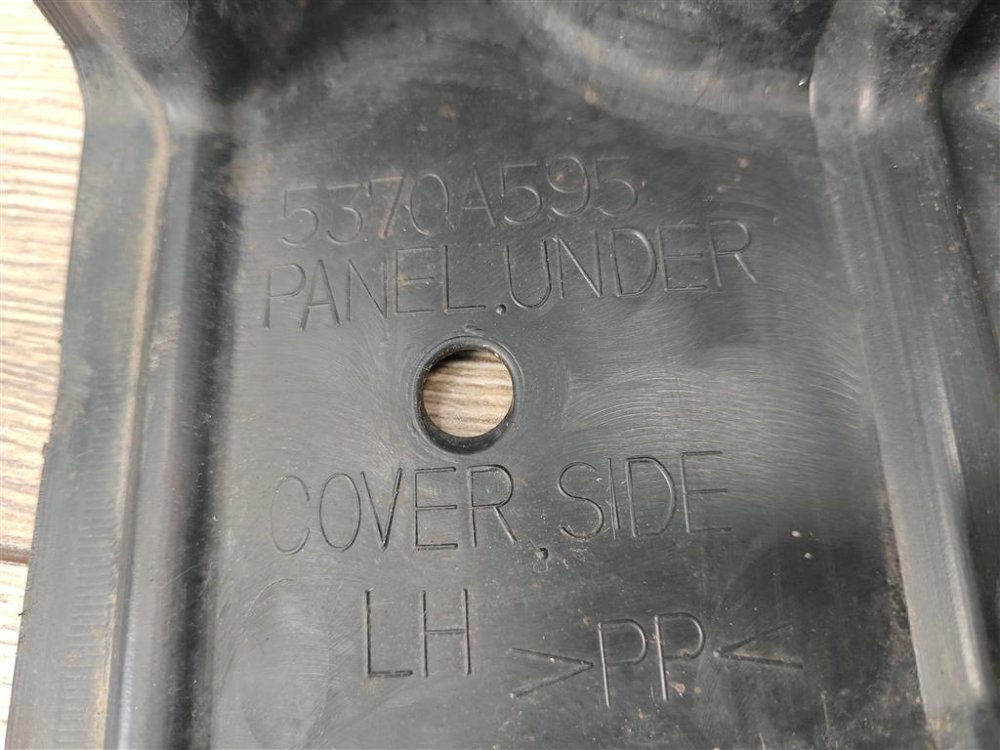 5370A595
PANEL,UNDER
COVER,SIDE
LH >PP<